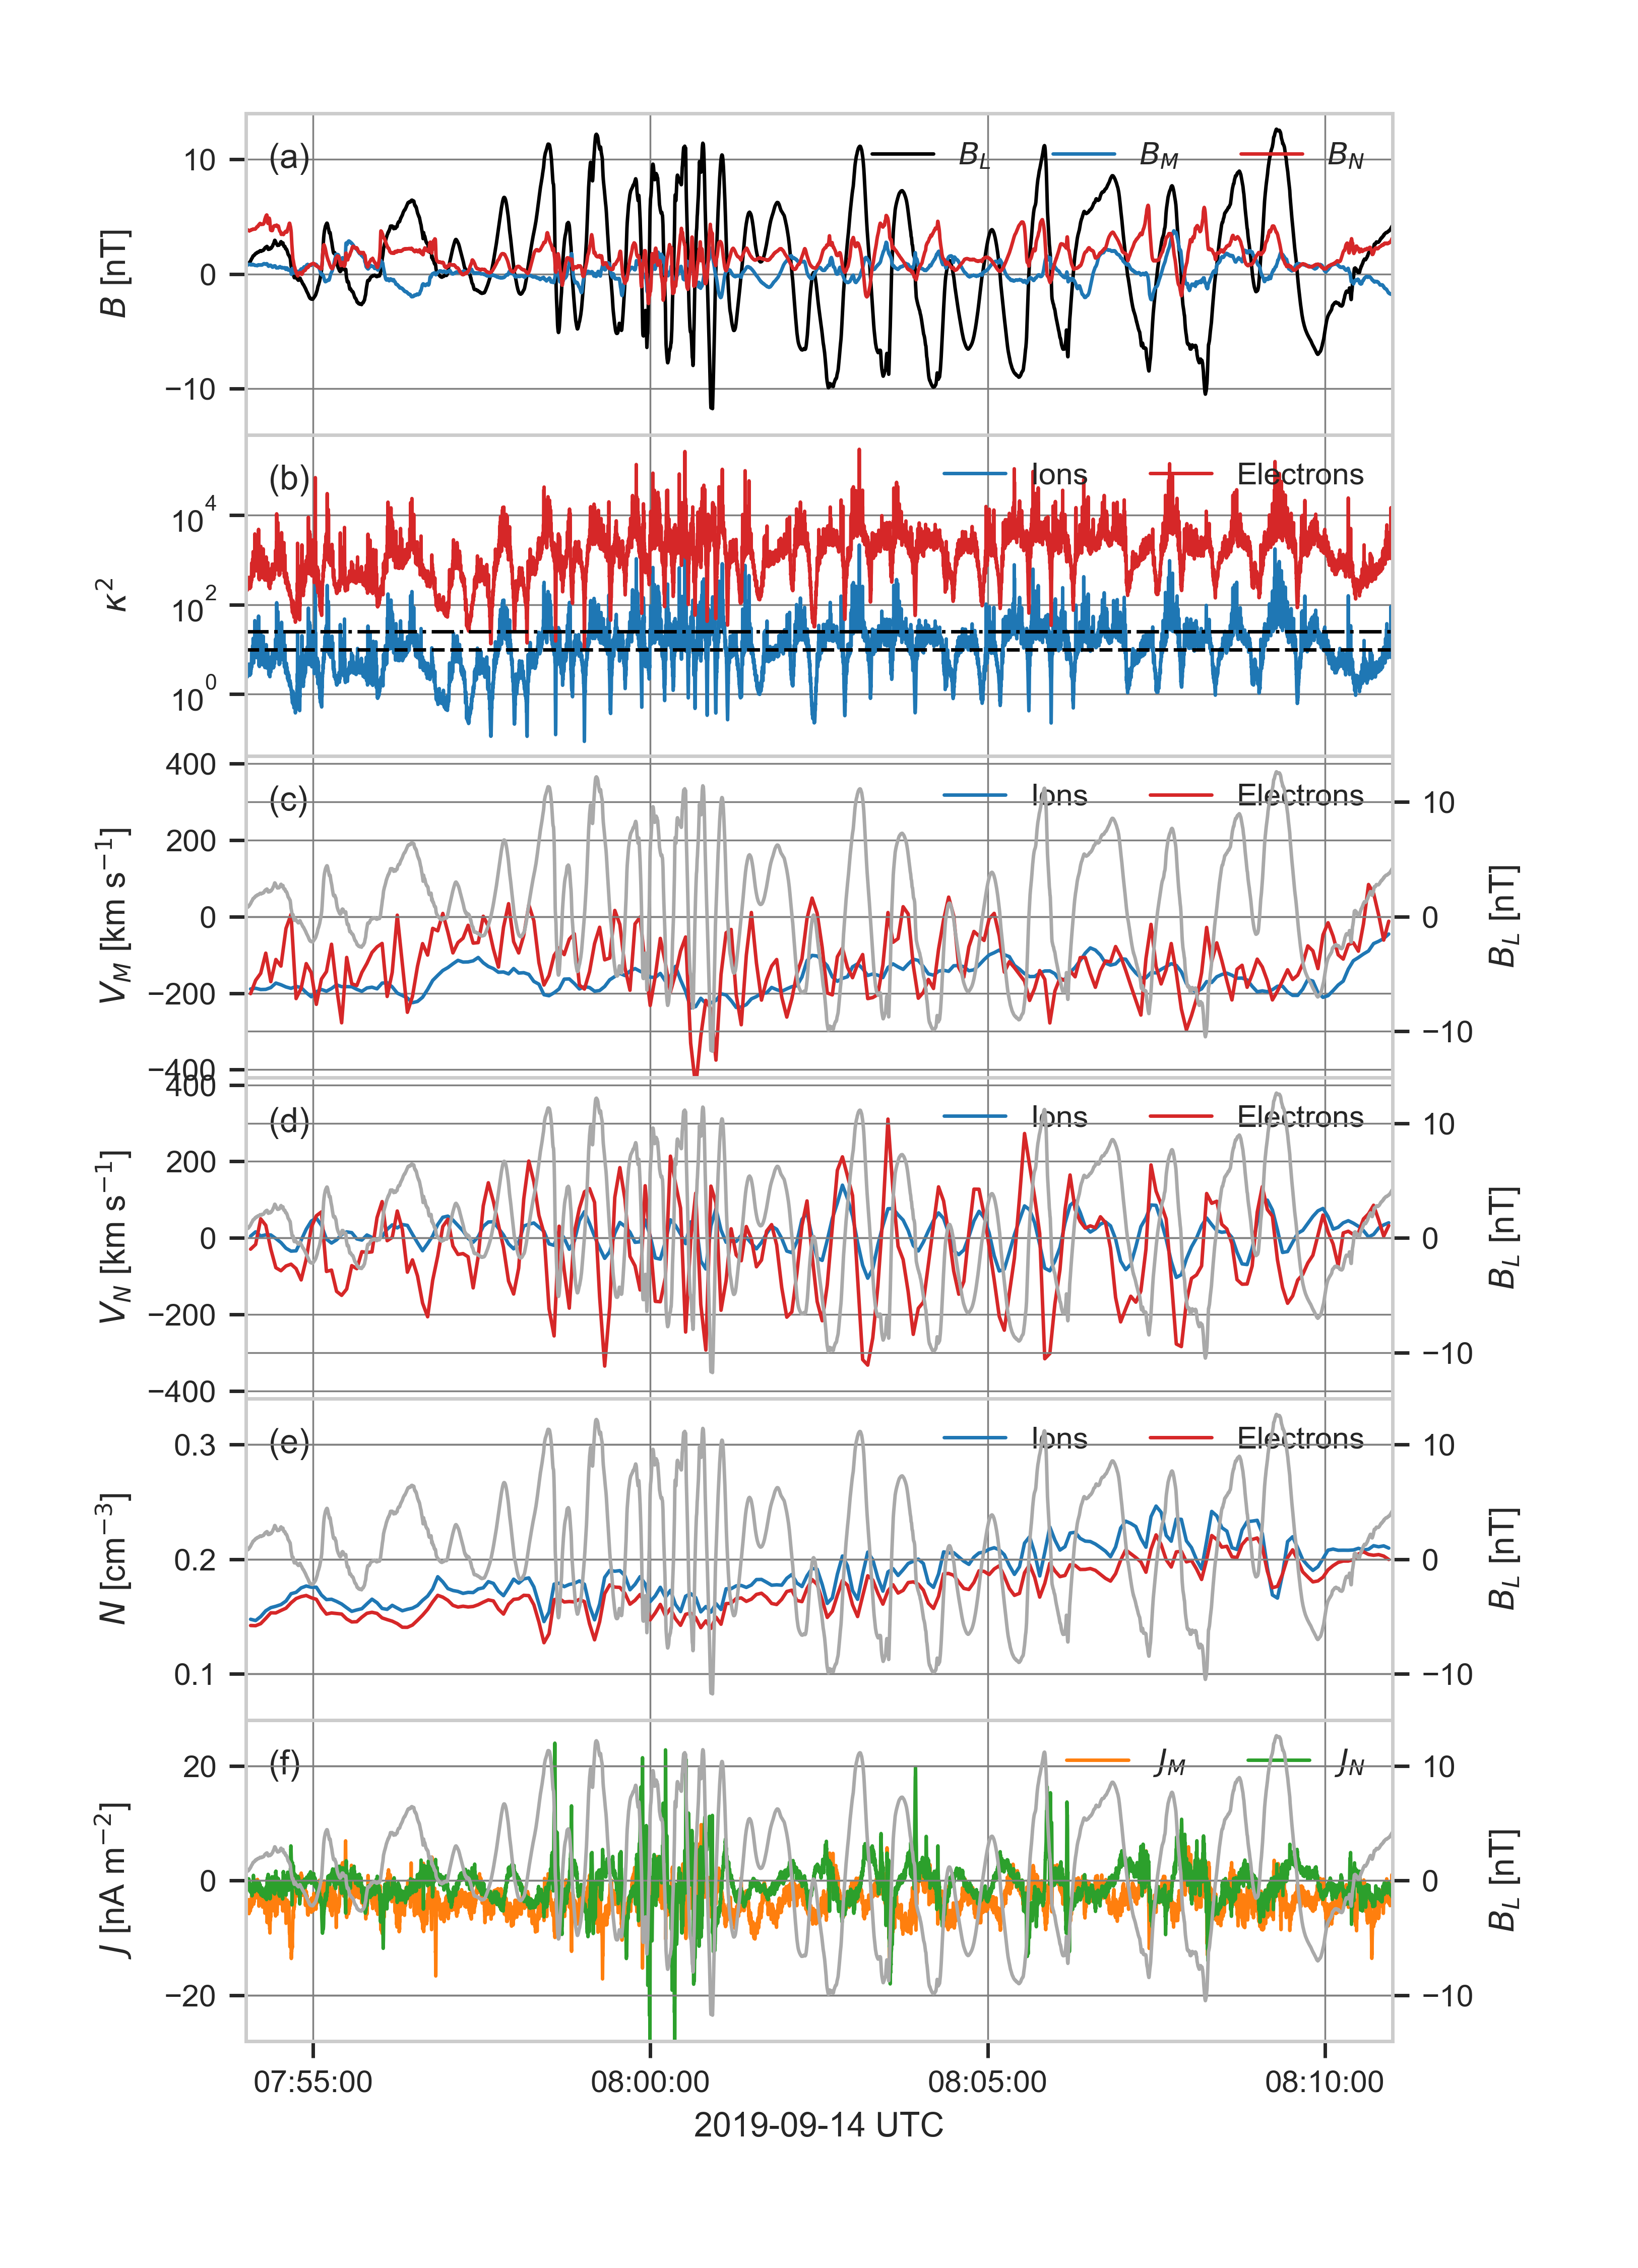 (a) B_L B_M B_N
10
0
−10
B [nT]
(b) Ions Electrons
10^4
10^2
10^0
κ^2
(c) Ions Electrons
400
200
0
−200
−400
V_M [km s^−1]
10
0
−10
B_L [nT]
(d) Ions Electrons
400
200
0
−200
−400
V_N [km s^−1]
10
0
−10
B_L [nT]
(e) Ions Electrons
0.3
0.2
0.1
N [cm^−3]
10
0
−10
B_L [nT]
(f) J_M J_N
20
0
−20
J [nA m^−2]
10
0
−10
B_L [nT]
07:55:00 08:00:00 08:05:00 08:10:00
2019-09-14 UTC